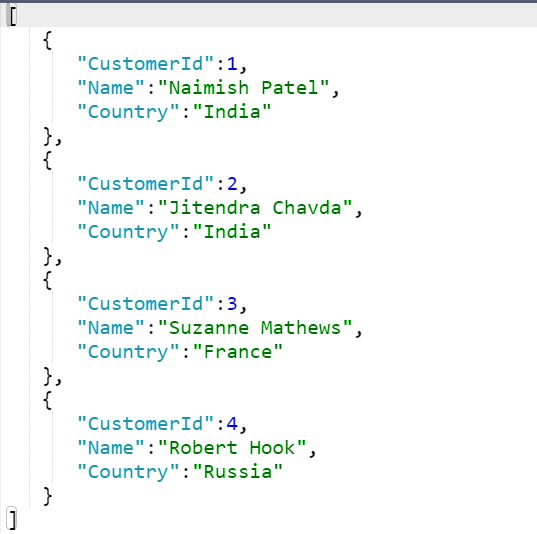 [
{
"CustomerId":1,
"Name":"Naimish Patel",
"Country":"India"
},
{
"CustomerId":2,
"Name":"Jitendra Chavda",
"Country":"India"
},
{
"CustomerId":3,
"Name":"Suzanne Mathews",
"Country":"France"
},
{
"CustomerId":4,
"Name":"Robert Hook",
"Country":"Russia"
}
]